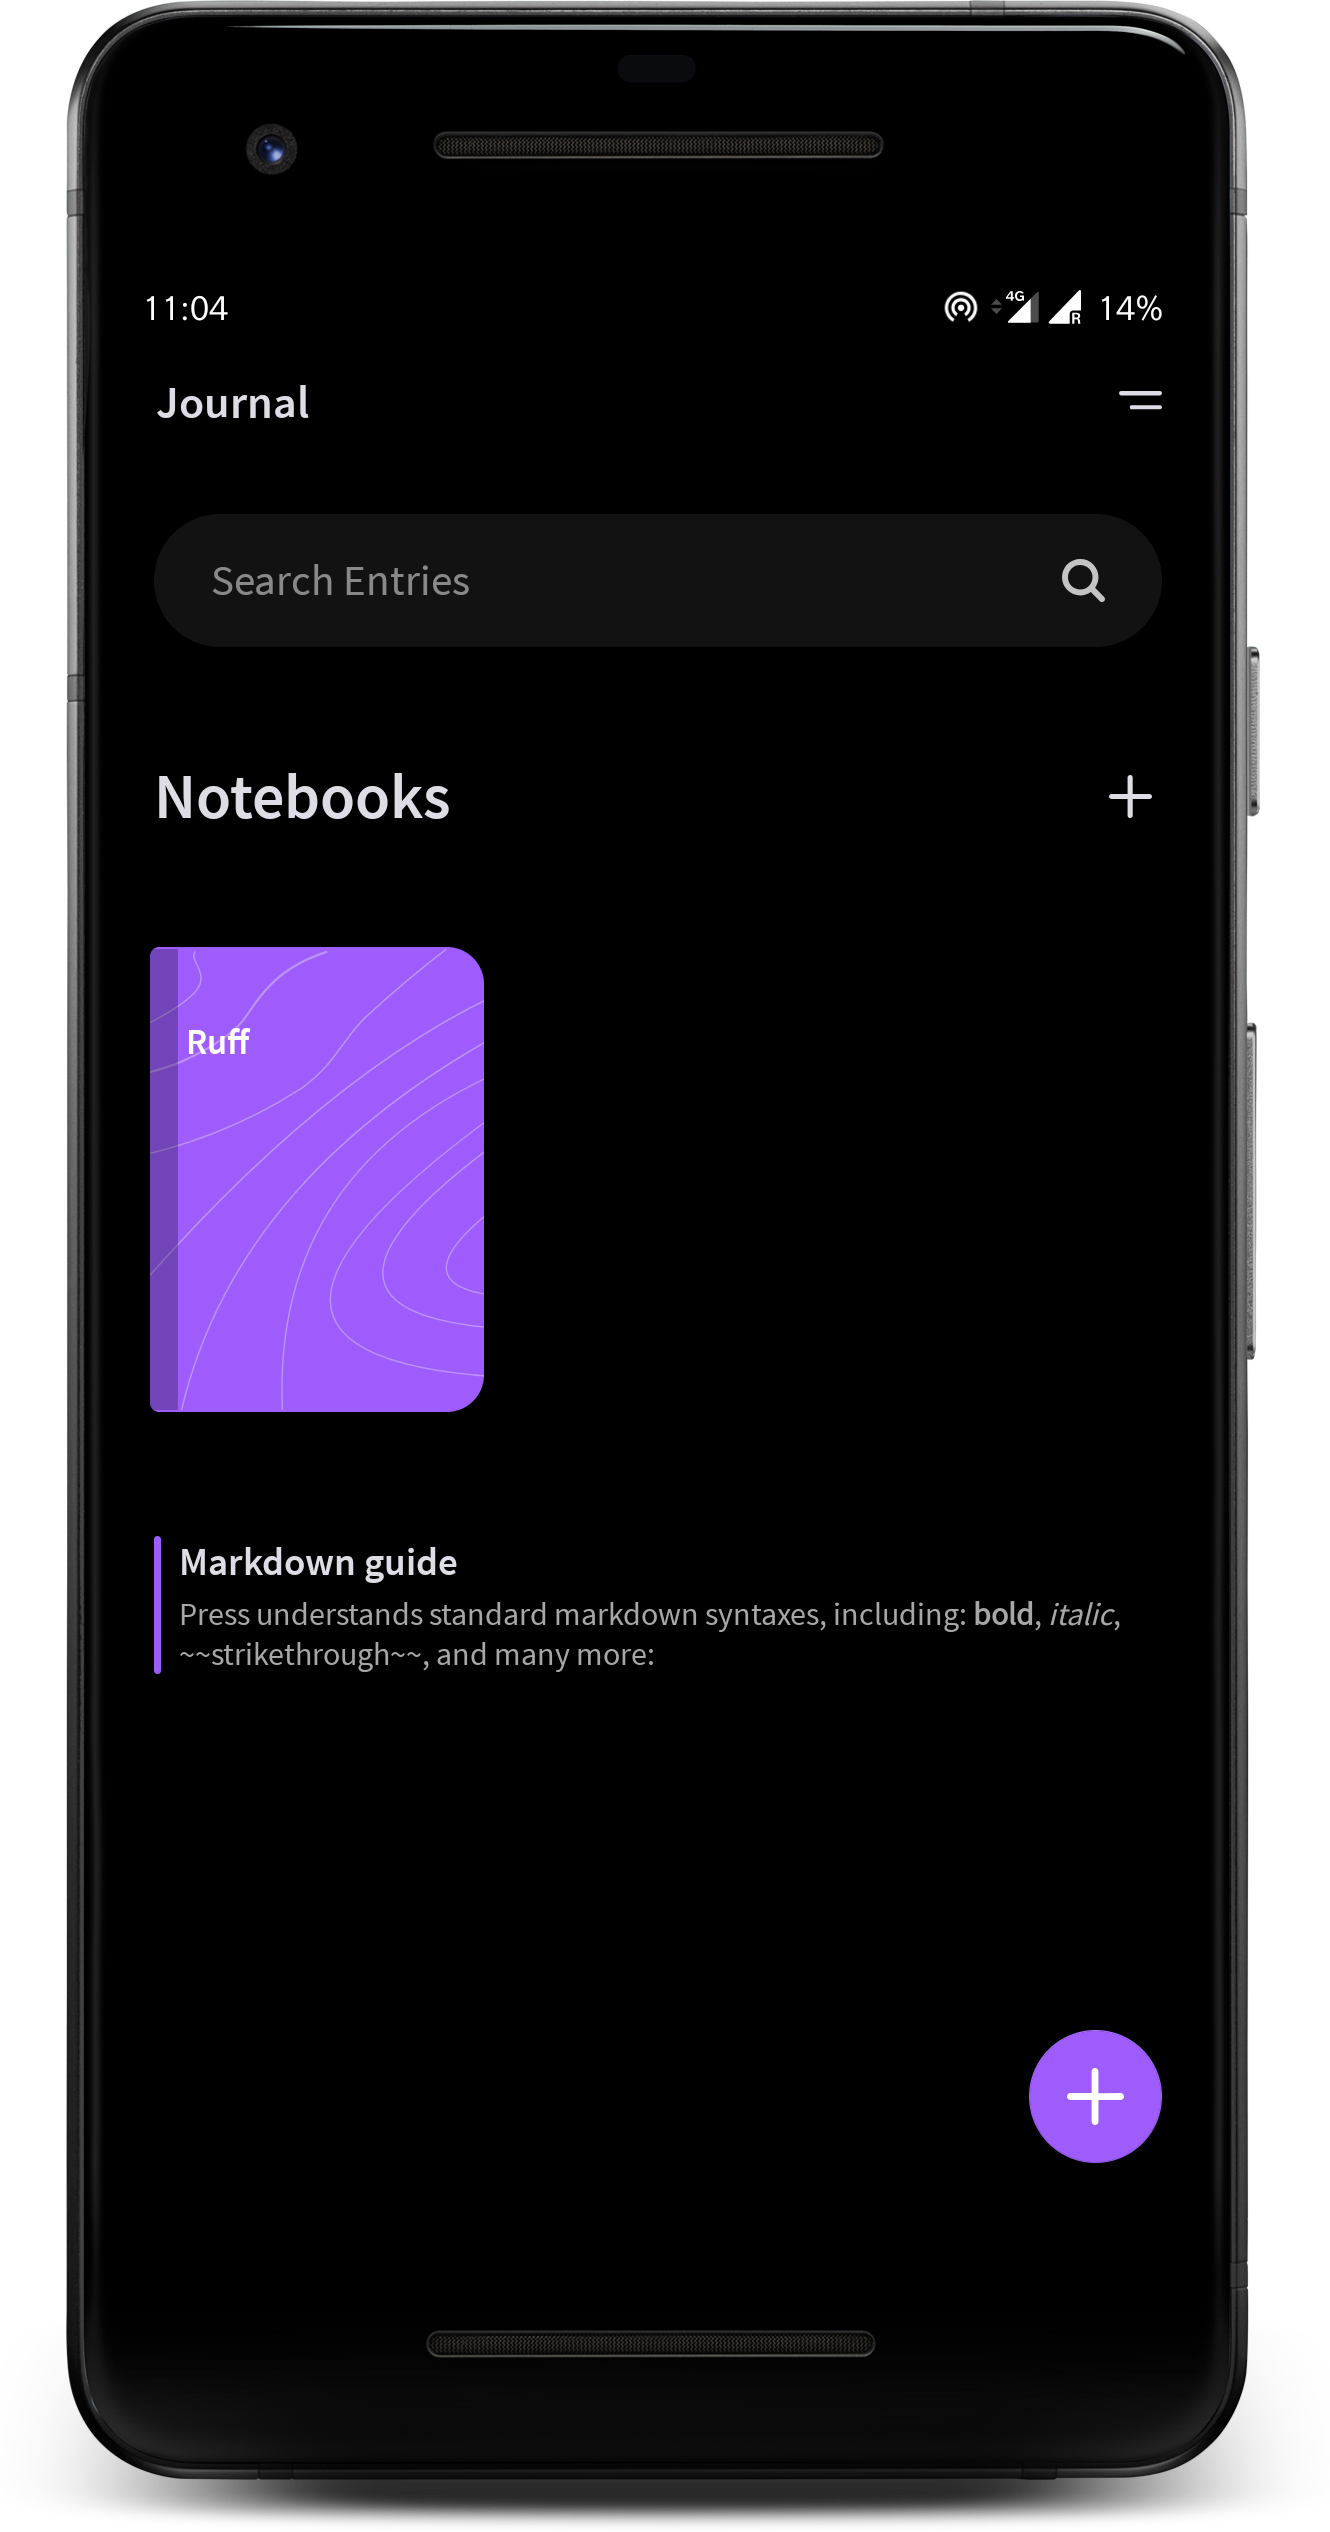 11:04
4G
R
14%
Journal
Search Entries
Notebooks
Ruff
Markdown guide
Press understands standard markdown syntaxes, including: bold, italic,
~~strikethrough~~, and many more: